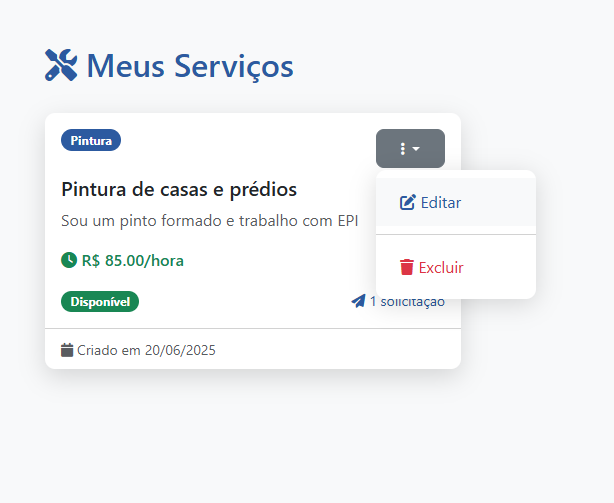 Meus Serviços
Pintura
Pintura de casas e prédios
Sou um pinto formado e trabalho com EPI
Editar
R$ 85.00/hora
Excluir
Disponível
1 solicitação
Criado em 20/06/2025